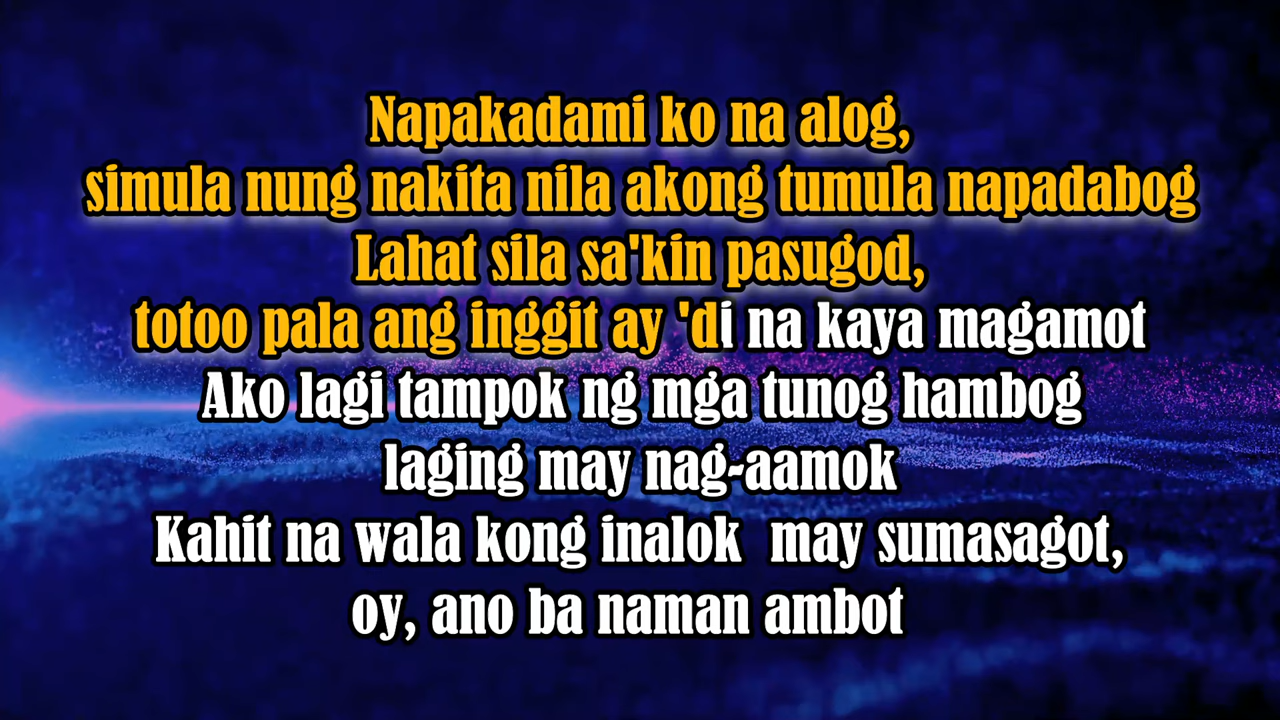 Napakadami ko na alog,
simula nung nakita nila akong tumula napadabog
Lahat sila sa'kin pasugod,
totoo pala ang inggit ay 'di na kaya magamot
Ako lagi tampok ng mga tunog hambog
laging may nag-aamok
Kahit na wala kong inalok  may sumasagot,
oy, ano ba naman ambot